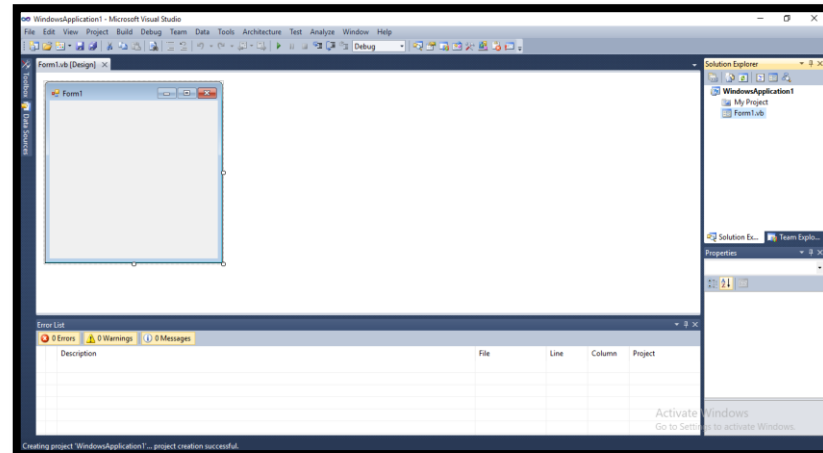 WindowsApplication1 - Microsoft Visual Studio
File Edit View Project Build Debug Team Data Tools Architecture Test Analyze Window Help
Debug
Form1.vb [Design]
Toolbox
Data Sources
Form1
Solution Explorer
WindowsApplication1
My Project
Form1.vb
Solution Ex... Team Explo...
Properties
Error List
0 Errors 0 Warnings 0 Messages
Description File Line Column Project
Activate Windows
Go to Settings to activate Windows.
Creating project 'WindowsApplication1'... project creation successful.